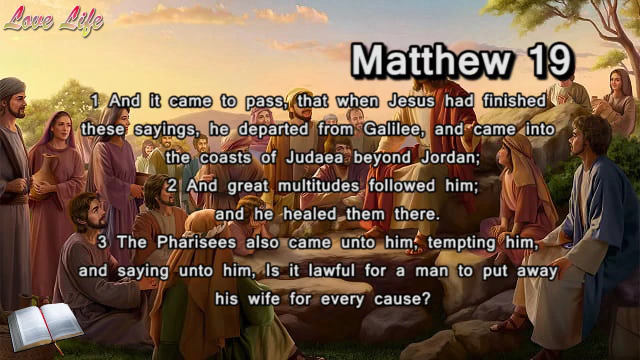 Love Life
Matthew 19
1 And it came to pass, that when Jesus had finished
these sayings, he departed from Galilee, and came into
the coasts of Judaea beyond Jordan;
2 And great multitudes followed him;
and he healed them there.
3 The Pharisees also came unto him, tempting him,
and saying unto him, Is it lawful for a man to put away
his wife for every cause?